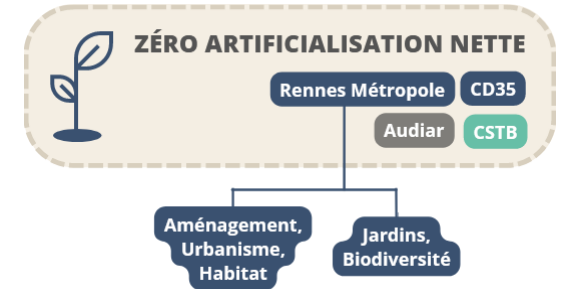 ZÉRO ARTIFICIALISATION NETTE
Rennes Métropole CD35
Audiar CSTB
Aménagement,
Urbanisme,
Habitat
Jardins,
Biodiversité